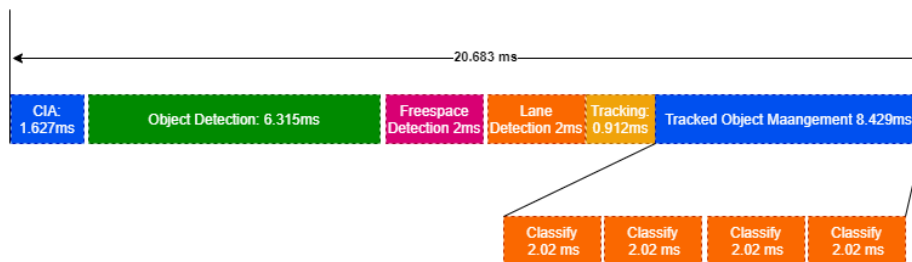 20.683 ms
CIA:
1.627ms
Object Detection: 6.315ms
Freespace
Detection 2ms
Lane
Detection 2ms
Tracking:
0.912ms
Tracked Object Maangement 8.429ms
Classify
2.02 ms
Classify
2.02 ms
Classify
2.02 ms
Classify
2.02 ms